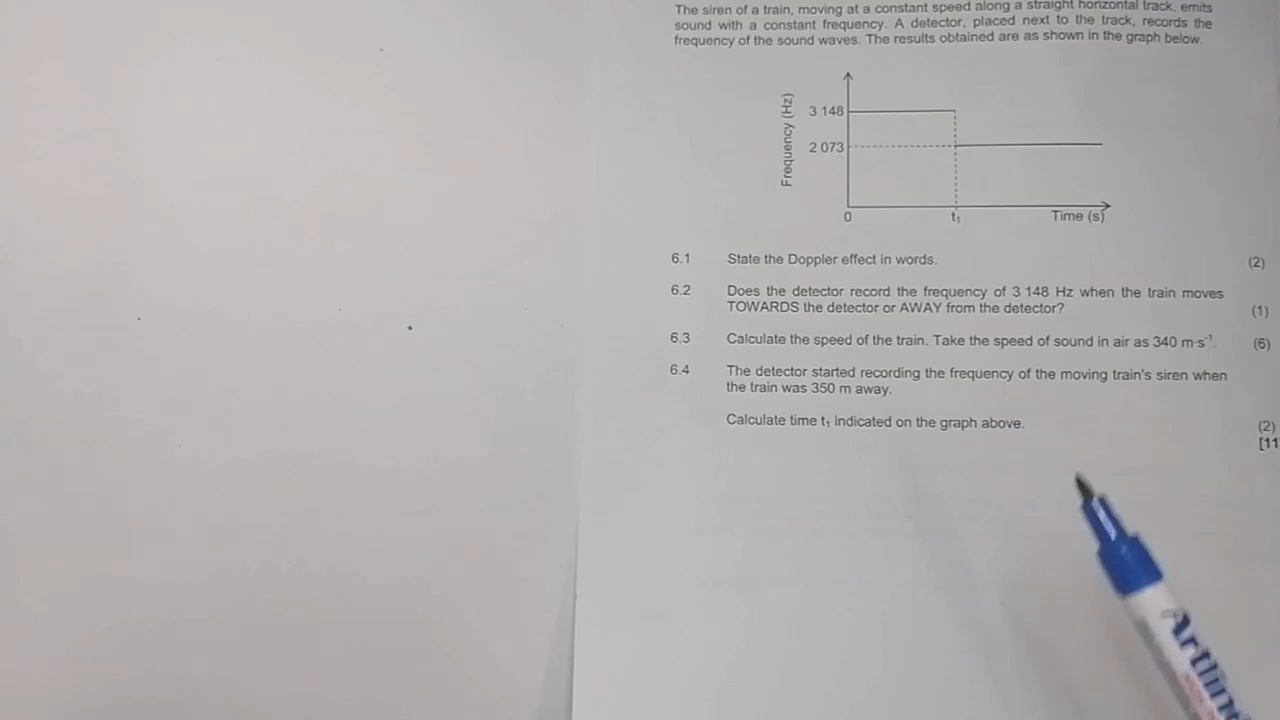 The siren of a train, moving at a constant speed along a straight horizontal track, emits
sound with a constant frequency. A detector, placed next to the track, records the
frequency of the sound waves. The results obtained are as shown in the graph below.
Frequency (Hz)
3 148
2 073
0
t₁
Time (s)
6.1 State the Doppler effect in words. (2)
6.2 Does the detector record the frequency of 3 148 Hz when the train moves
TOWARDS the detector or AWAY from the detector? (1)
6.3 Calculate the speed of the train. Take the speed of sound in air as 340 m·s⁻¹. (6)
6.4 The detector started recording the frequency of the moving train's siren when
the train was 350 m away.
Calculate time t₁ indicated on the graph above. (2)
[11